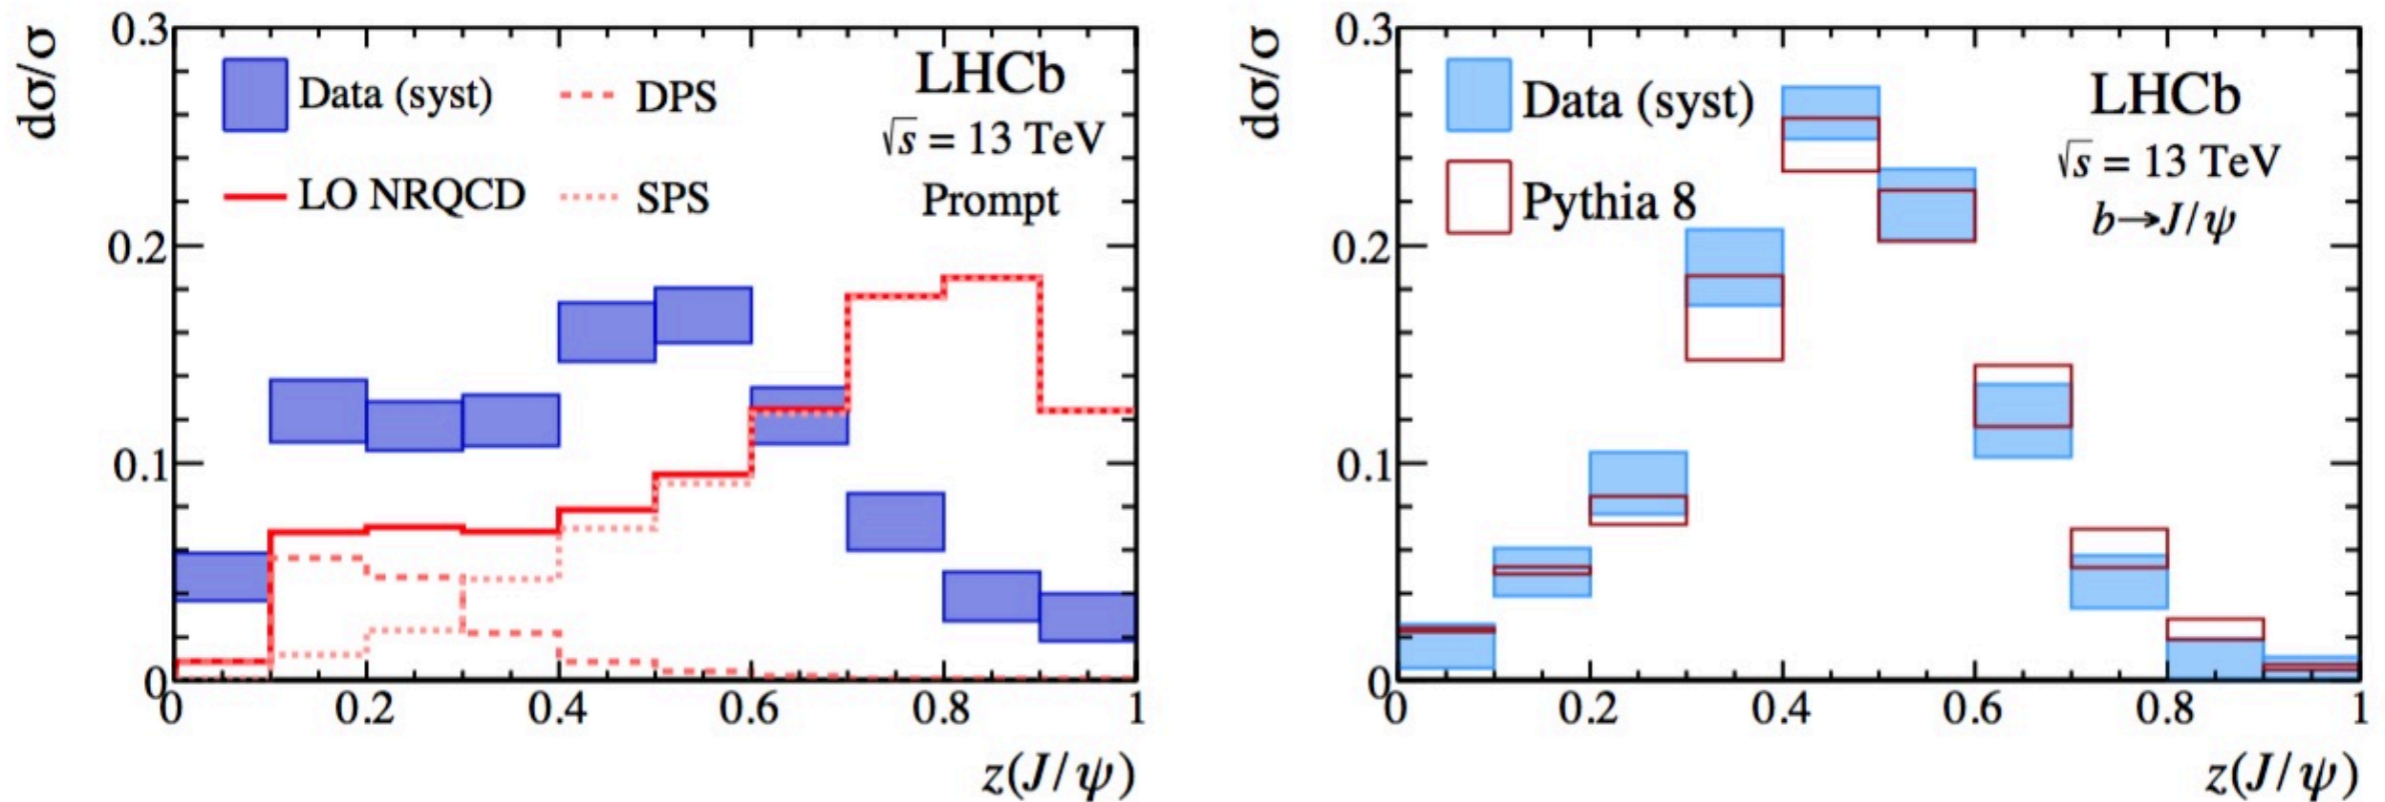 dσ/σ
0.3
0.2
0.1
0
Data (syst)
DPS
LO NRQCD
SPS
LHCb
√s = 13 TeV
Prompt
0 0.2 0.4 0.6 0.8 1
z(J/ψ)
dσ/σ
0.3
0.2
0.1
0
Data (syst)
Pythia 8
LHCb
√s = 13 TeV
b→J/ψ
0 0.2 0.4 0.6 0.8 1
z(J/ψ)